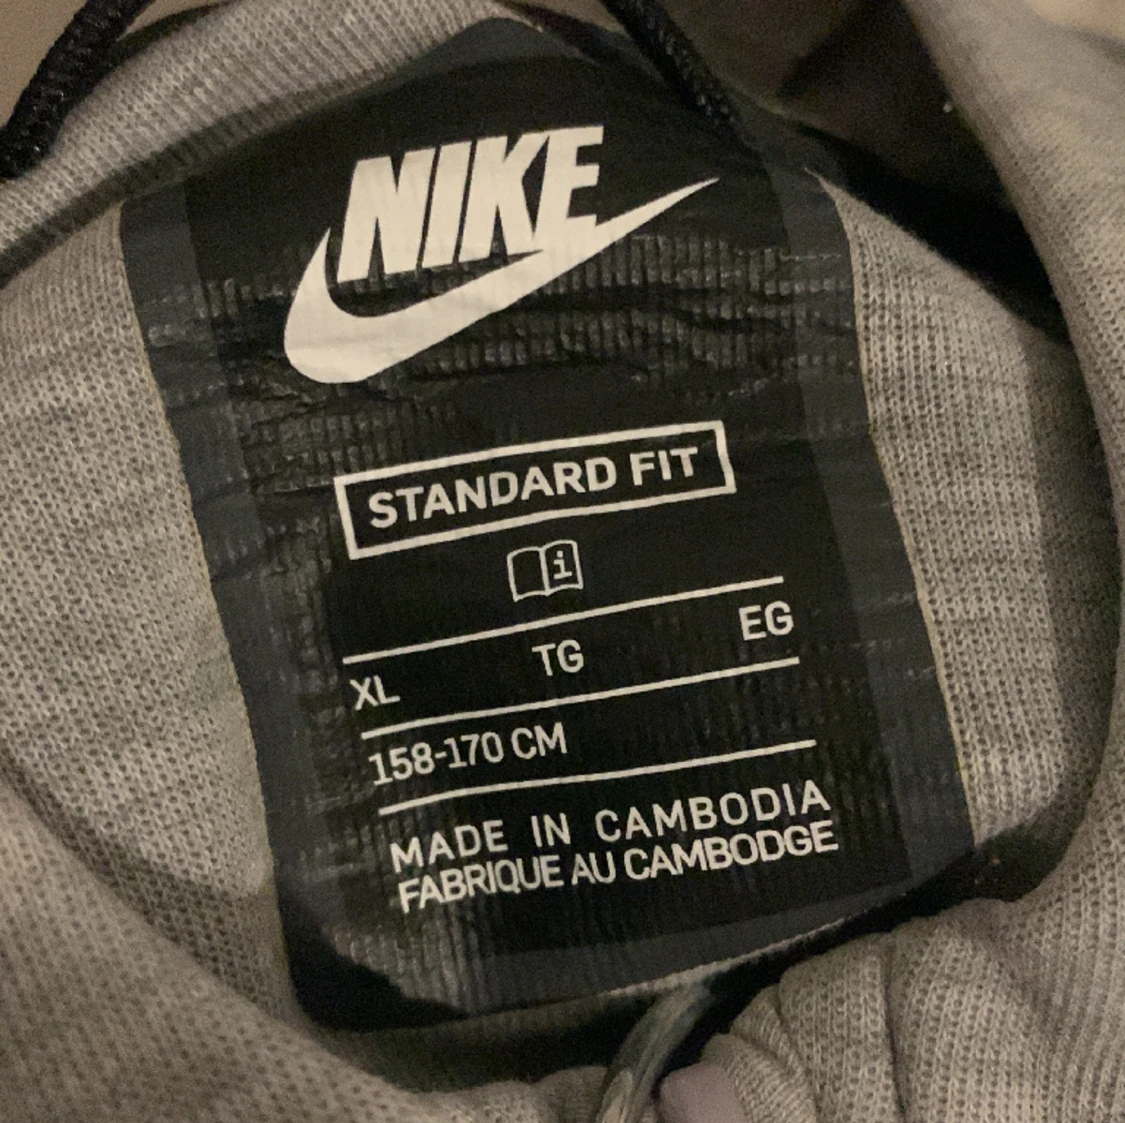 NIKE
STANDARD FIT
i
XL TG EG
158-170 CM
MADE IN CAMBODIA
FABRIQUE AU CAMBODGE